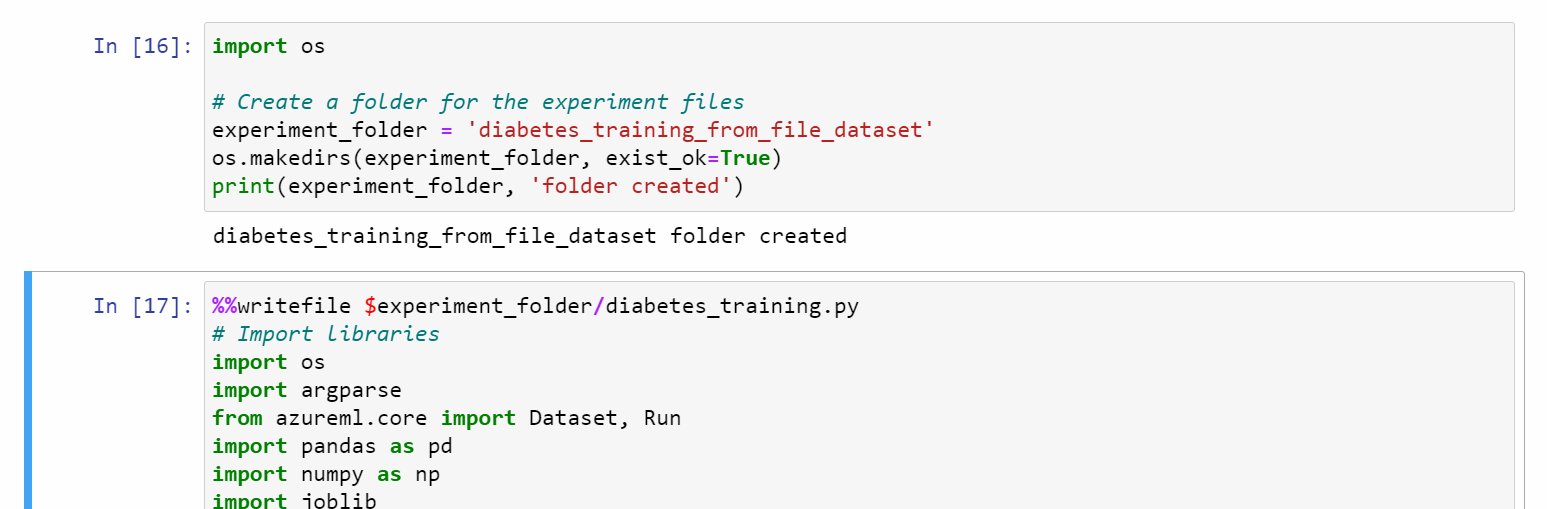 In [16]: import os
# Create a folder for the experiment files
experiment_folder = 'diabetes_training_from_file_dataset'
os.makedirs(experiment_folder, exist_ok=True)
print(experiment_folder, 'folder created')
diabetes_training_from_file_dataset folder created
In [17]: %%writefile $experiment_folder/diabetes_training.py
# Import libraries
import os
import argparse
from azureml.core import Dataset, Run
import pandas as pd
import numpy as np
import joblib